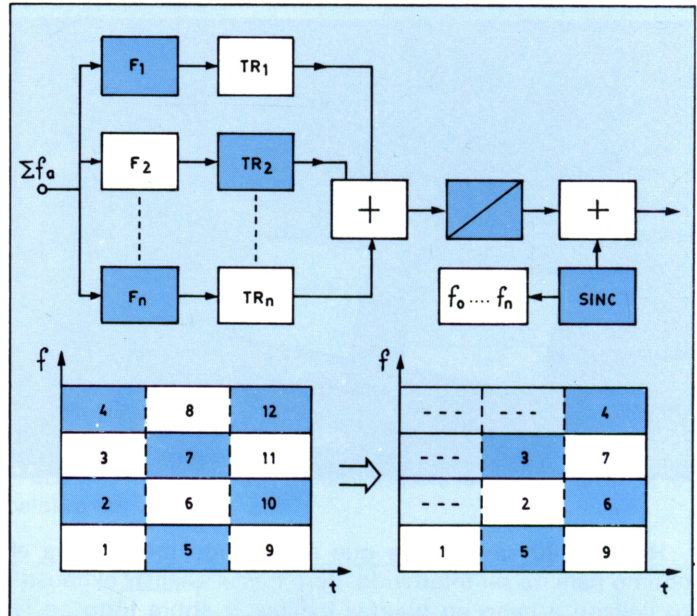 F1 TR1
Σfa
F2 TR2
+ +
Fn TRn
fo .... fn SINC
f f
4 8 12
3 7 11
2 6 10
1 5 9
t
--- --- 4
--- 3 7
--- 2 6
1 5 9
t